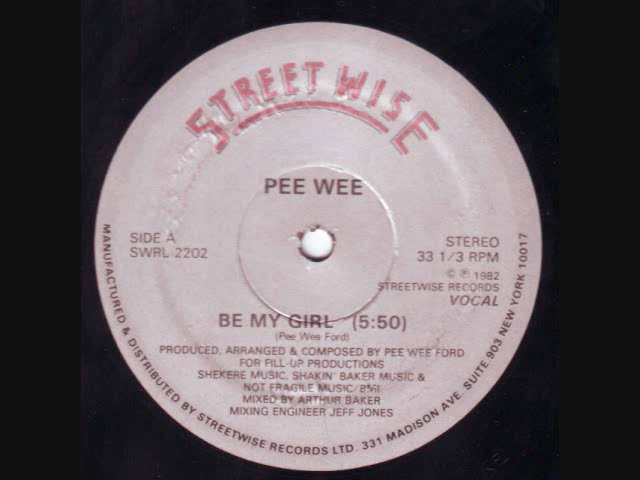 STREET WISE
PEE WEE
SIDE A
SWRL 2202
STEREO
33 1/3 RPM
© ℗ 1982
STREETWISE RECORDS
VOCAL
BE MY GIRL (5:50)
(Pee Wee Ford)
PRODUCED, ARRANGED & COMPOSED BY PEE WEE FORD
FOR FILL-UP PRODUCTIONS
SHEKERE MUSIC, SHAKIN' BAKER MUSIC &
NOT FRAGILE MUSIC/BMI
MIXED BY ARTHUR BAKER
MIXING ENGINEER JEFF JONES
MANUFACTURED & DISTRIBUTED BY STREETWISE RECORDS LTD. 331 MADISON AVE. SUITE 903 NEW YORK 10017